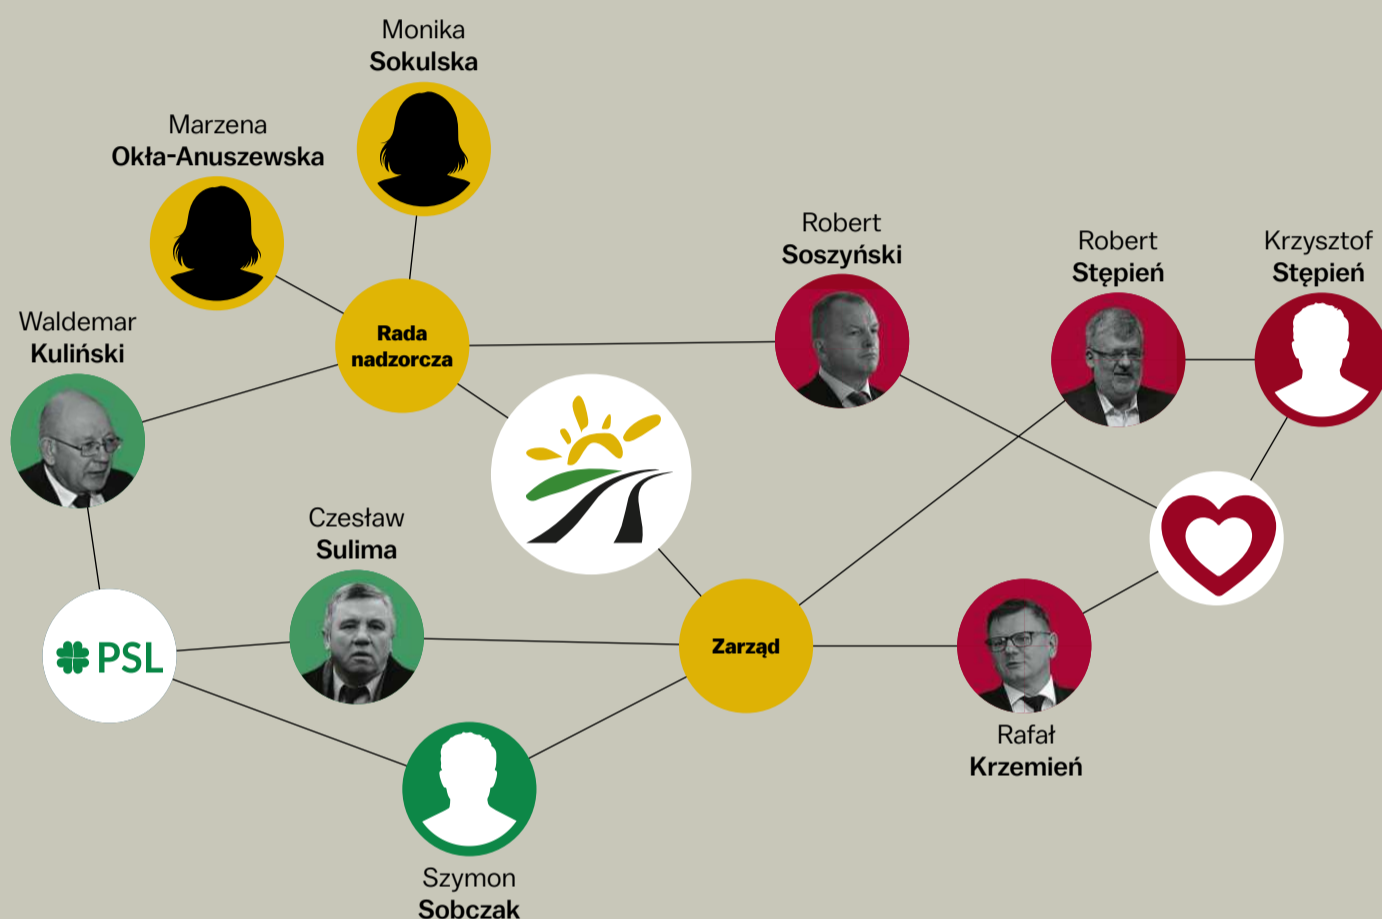 Monika
Sokulska
Marzena
Okła-Anuszewska
Robert
Soszyński
Robert
Stępień
Krzysztof
Stępień
Waldemar
Kuliński
Rada
nadzorcza
Czesław
Sulima
PSL
Zarząd
Rafał
Krzemień
Szymon
Sobczak